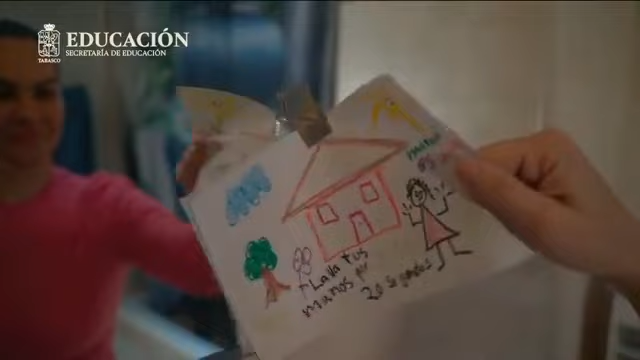 EDUCACIÓN
SECRETARÍA DE EDUCACIÓN
TABASCO
Lava tus
manos por
20 segundos